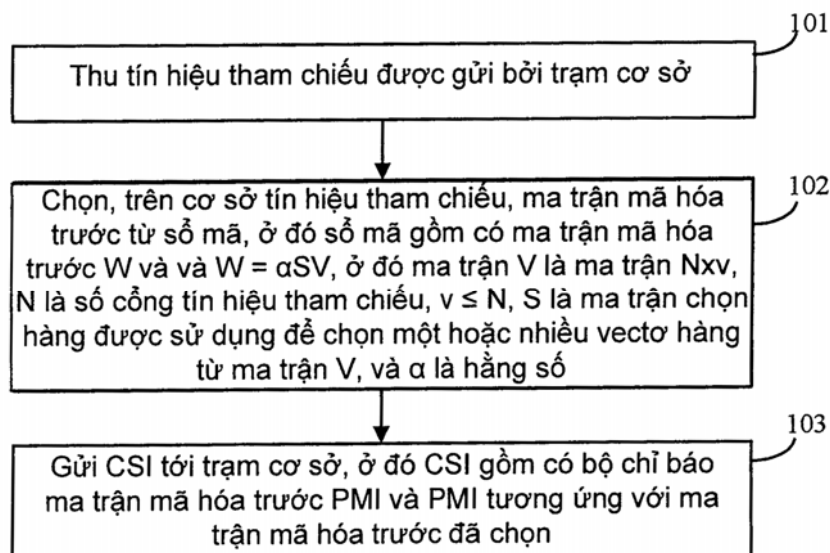 101
Thu tín hiệu tham chiếu được gửi bởi trạm cơ sở
102
Chọn, trên cơ sở tín hiệu tham chiếu, ma trận mã hóa
trước từ sổ mã, ở đó sổ mã gồm có ma trận mã hóa
trước W và và W = αSV, ở đó ma trận V là ma trận Nxv,
N là số cổng tín hiệu tham chiếu, v ≤ N, S là ma trận chọn
hàng được sử dụng để chọn một hoặc nhiều vectơ hàng
từ ma trận V, và α là hằng số
103
Gửi CSI tới trạm cơ sở, ở đó CSI gồm có bộ chỉ báo
ma trận mã hóa trước PMI và PMI tương ứng với ma
trận mã hóa trước đã chọn